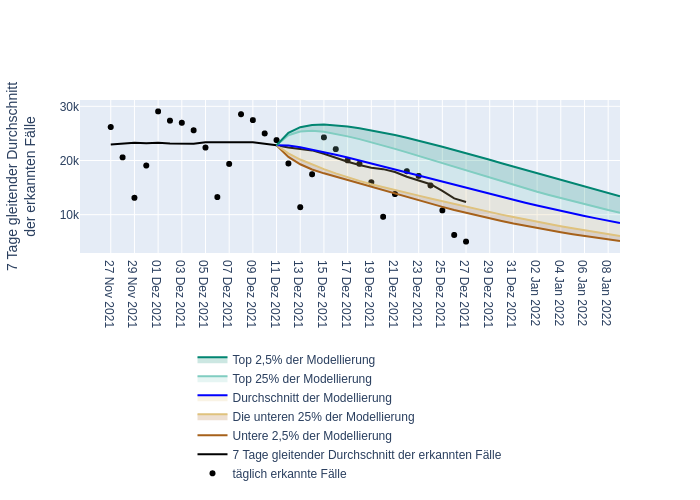 7 Tage gleitender Durchschnitt
der erkannten Fälle
30k
20k
10k
27 Nov 2021
29 Nov 2021
01 Dez 2021
03 Dez 2021
05 Dez 2021
07 Dez 2021
09 Dez 2021
11 Dez 2021
13 Dez 2021
15 Dez 2021
17 Dez 2021
19 Dez 2021
21 Dez 2021
23 Dez 2021
25 Dez 2021
27 Dez 2021
29 Dez 2021
31 Dez 2021
02 Jan 2022
04 Jan 2022
06 Jan 2022
08 Jan 2022
Top 2,5% der Modellierung
Top 25% der Modellierung
Durchschnitt der Modellierung
Die unteren 25% der Modellierung
Untere 2,5% der Modellierung
7 Tage gleitender Durchschnitt der erkannten Fälle
täglich erkannte Fälle